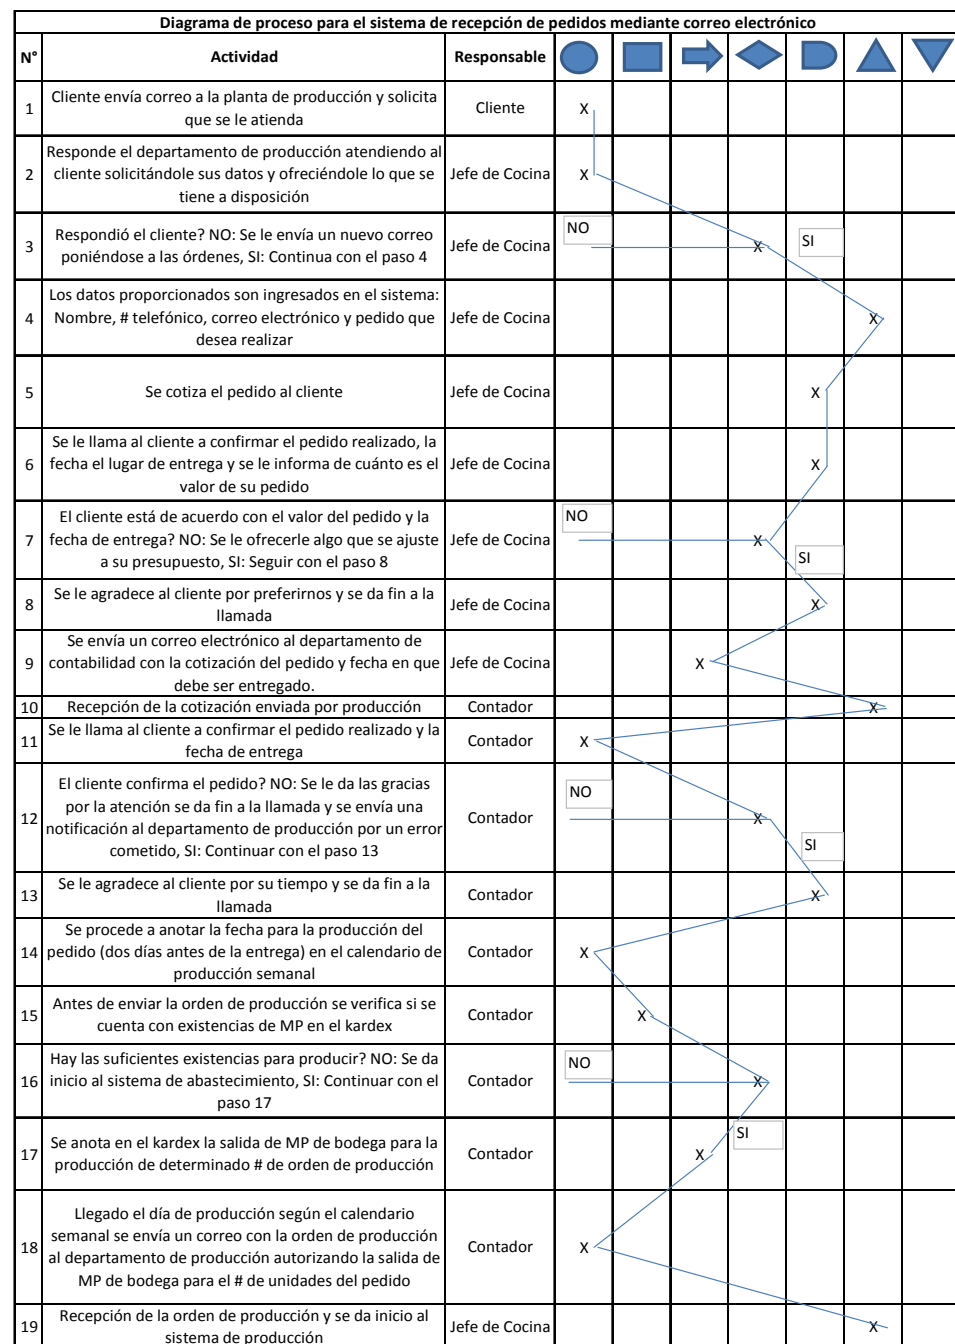 Diagrama de proceso para el sistema de recepción de pedidos mediante correo electrónico
N° Actividad Responsable
1 Cliente envía correo a la planta de producción y solicita
que se le atienda
Cliente X
2 Responde el departamento de producción atendiendo al
cliente solicitándole sus datos y ofreciéndole lo que se
tiene a disposición
Jefe de Cocina X
3 Respondió el cliente? NO: Se le envía un nuevo correo
poniéndose a las órdenes, SI: Continua con el paso 4
Jefe de Cocina NO X SI
4 Los datos proporcionados son ingresados en el sistema:
Nombre, # telefónico, correo electrónico y pedido que
desea realizar
Jefe de Cocina X
5 Se cotiza el pedido al cliente Jefe de Cocina X
6 Se le llama al cliente a confirmar el pedido realizado, la
fecha el lugar de entrega y se le informa de cuánto es el
valor de su pedido
Jefe de Cocina X
7 El cliente está de acuerdo con el valor del pedido y la
fecha de entrega? NO: Se le ofrecerle algo que se ajuste
a su presupuesto, SI: Seguir con el paso 8
Jefe de Cocina NO X SI
8 Se le agradece al cliente por preferirnos y se da fin a la
llamada
Jefe de Cocina X
9 Se envía un correo electrónico al departamento de
contabilidad con la cotización del pedido y fecha en que
debe ser entregado.
Jefe de Cocina X
10 Recepción de la cotización enviada por producción Contador X
11 Se le llama al cliente a confirmar el pedido realizado y la
fecha de entrega
Contador X
12 El cliente confirma el pedido? NO: Se le da las gracias
por la atención se da fin a la llamada y se envía una
notificación al departamento de producción por un error
cometido, SI: Continuar con el paso 13
Contador NO X SI
13 Se le agradece al cliente por su tiempo y se da fin a la
llamada
Contador X
14 Se procede a anotar la fecha para la producción del
pedido (dos días antes de la entrega) en el calendario de
producción semanal
Contador X
15 Antes de enviar la orden de producción se verifica si se
cuenta con existencias de MP en el kardex
Contador X
16 Hay las suficientes existencias para producir? NO: Se da
inicio al sistema de abastecimiento, SI: Continuar con el
paso 17
Contador NO X SI
17 Se anota en el kardex la salida de MP de bodega para la
producción de determinado # de orden de producción
Contador X
18 Llegado el día de producción según el calendario
semanal se envía un correo con la orden de producción
al departamento de producción autorizando la salida de
MP de bodega para el # de unidades del pedido
Contador X
19 Recepción de la orden de producción y se da inicio al
sistema de producción
Jefe de Cocina X